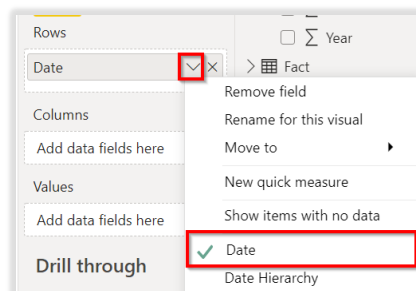 Rows
Date
Columns
Add data fields here
Values
Add data fields here
Drill through
Σ Year
Fact
Remove field
Rename for this visual
Move to
New quick measure
Show items with no data
Date
Date Hierarchy